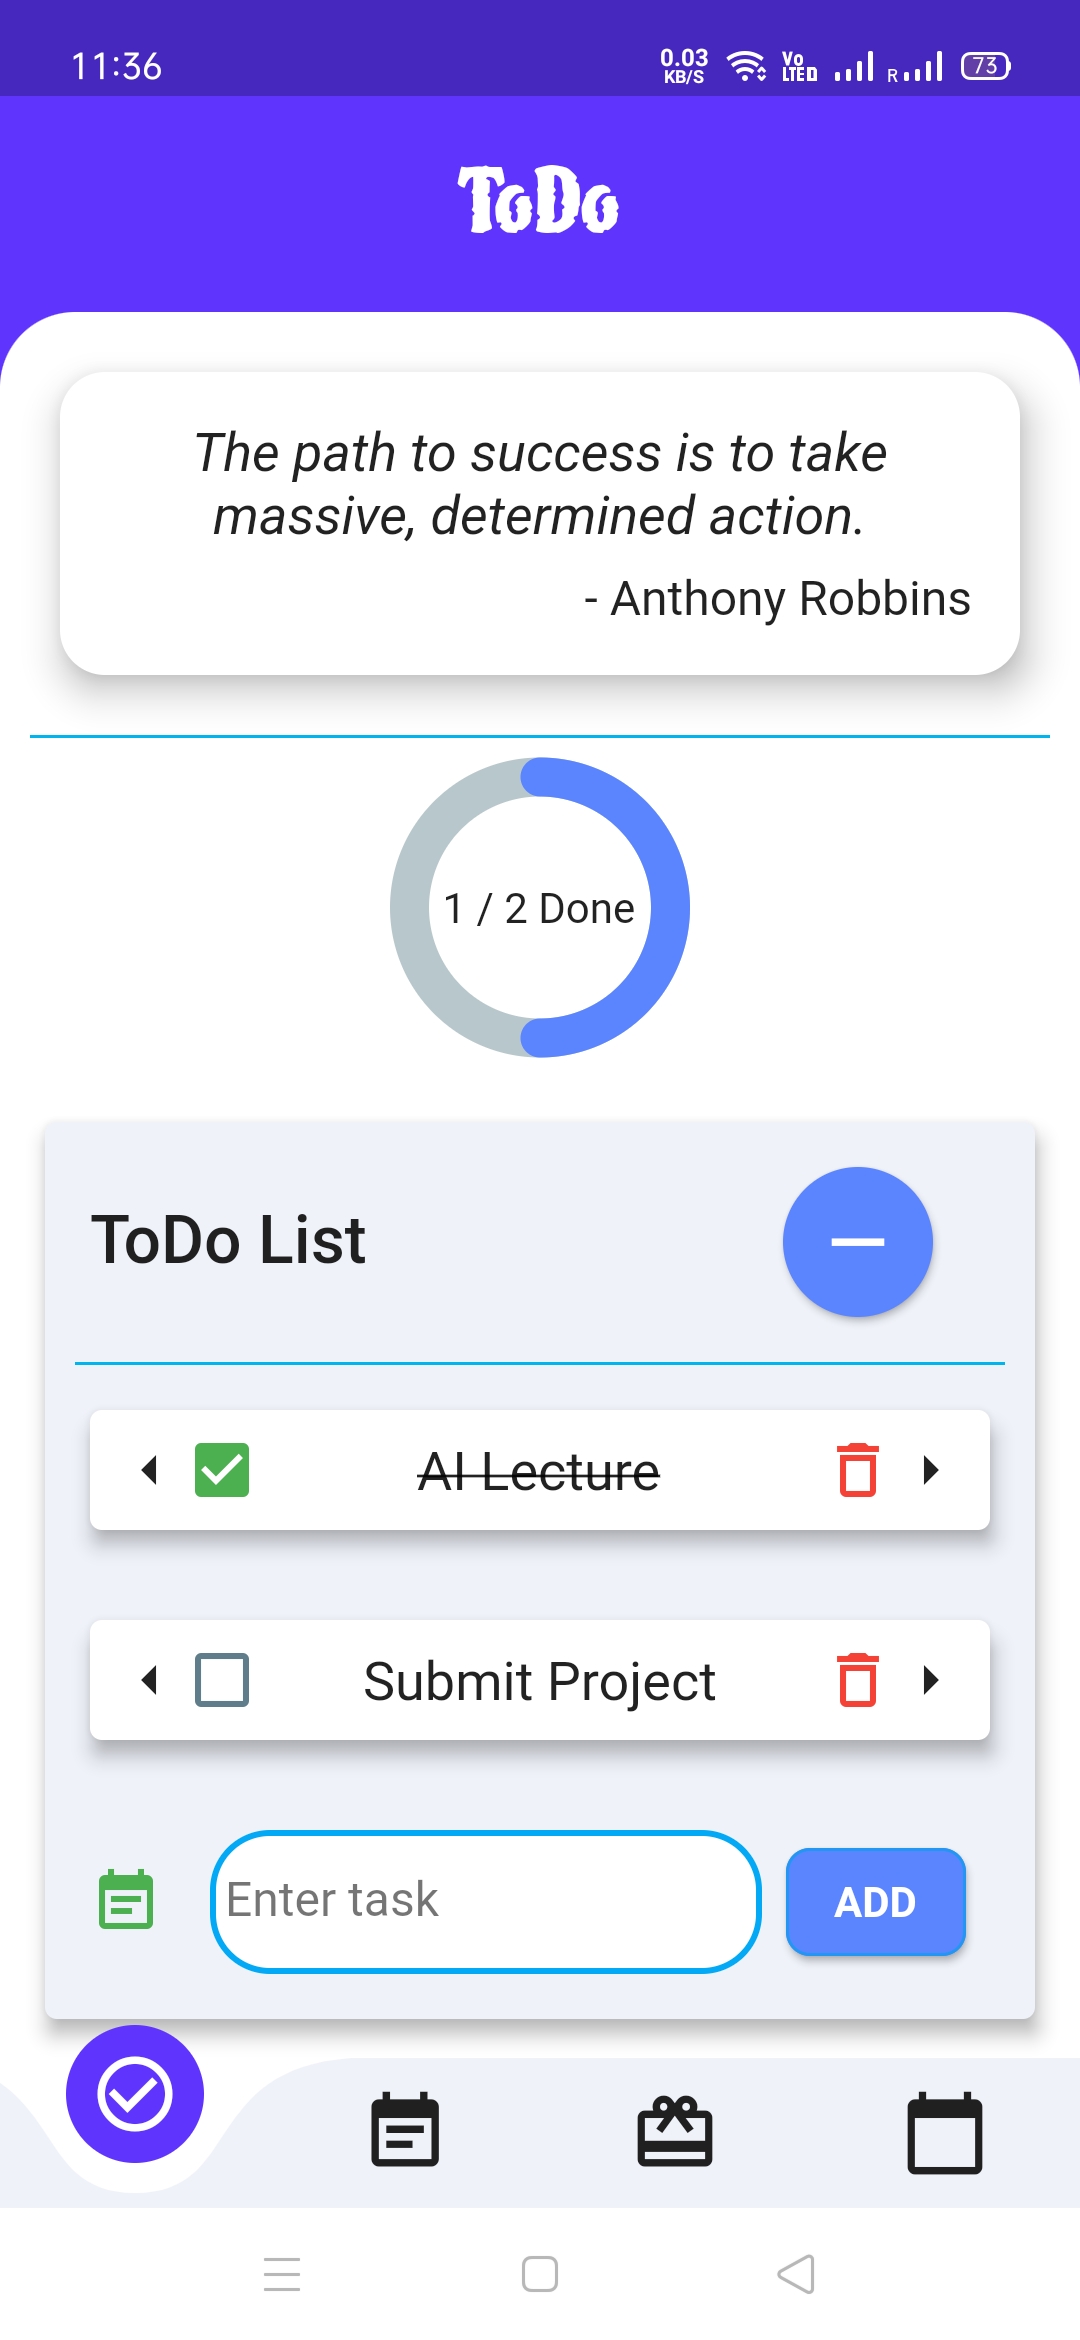 11:36
0.03
KB/S
Vo
LTE D
R
73
ToDo
The path to success is to take
massive, determined action.
- Anthony Robbins
1 / 2 Done
ToDo List
AI Lecture
Submit Project
Enter task
ADD